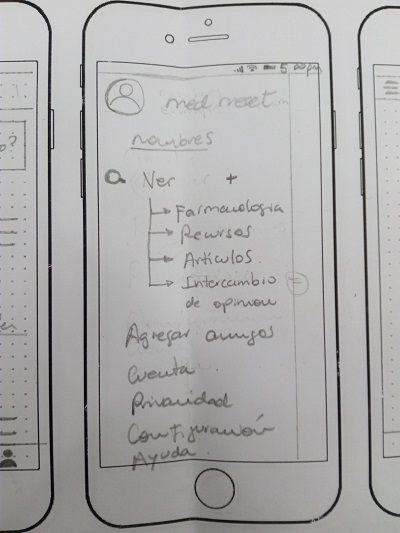 5:00 pm
med meet
nombres
Ver +
Farmacologia
Recursos
Articulos.
Intercambio
de opinion
Agregar amigos
Cuenta.
Privacidad
Configuración
Ayuda